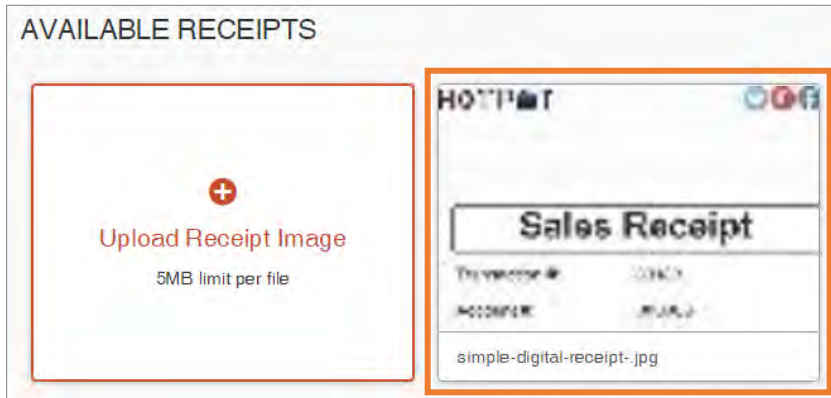 AVAILABLE RECEIPTS
Upload Receipt Image
5MB limit per file
Sales Receipt
simple-digital-receipt-.jpg